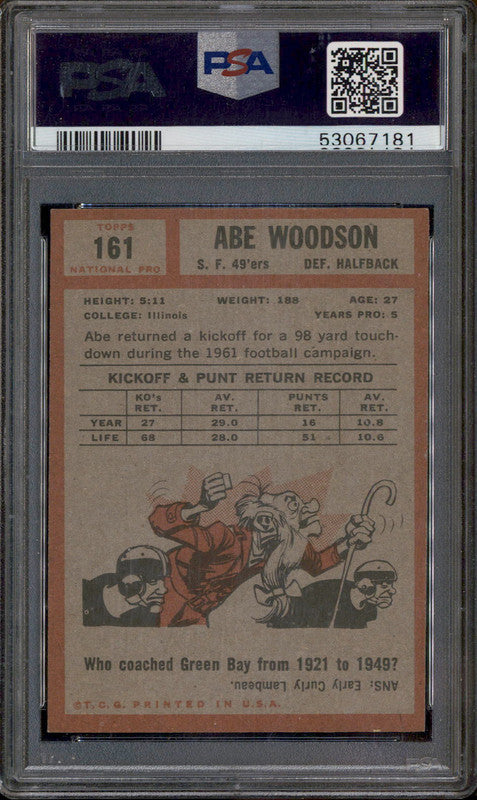 PSA
PSA
53067181
TOPPS
161
NATIONAL PRO
ABE WOODSON
S. F. 49'ers DEF. HALFBACK
HEIGHT: 5:11 WEIGHT: 188 AGE: 27
COLLEGE: Illinois YEARS PRO: 5
Abe returned a kickoff for a 98 yard touch-
down during the 1961 football campaign.
KICKOFF & PUNT RETURN RECORD
KO's RET. AV. RET. PUNTS RET. AV. RET.
YEAR 27 29.0 16 10.8
LIFE 68 28.0 51 10.6
Who coached Green Bay from 1921 to 1949?
ANS: Early Curly Lambeau.
©T.C.G. PRINTED IN U.S.A.
PSA